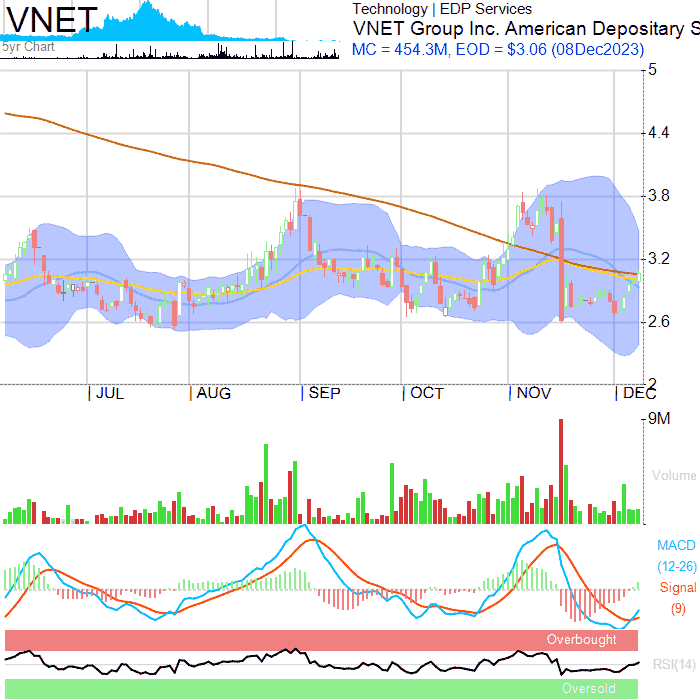 VNET
5yr Chart
Technology | EDP Services
VNET Group Inc. American Depositary S
MC = 454.3M, EOD = $3.06 (08Dec2023)
5
4.4
3.8
3.2
2.6
2
JUL AUG SEP OCT NOV DEC
9M
Volume
MACD
(12-26)
Signal
(9)
Overbought
RSI(14)
Oversold